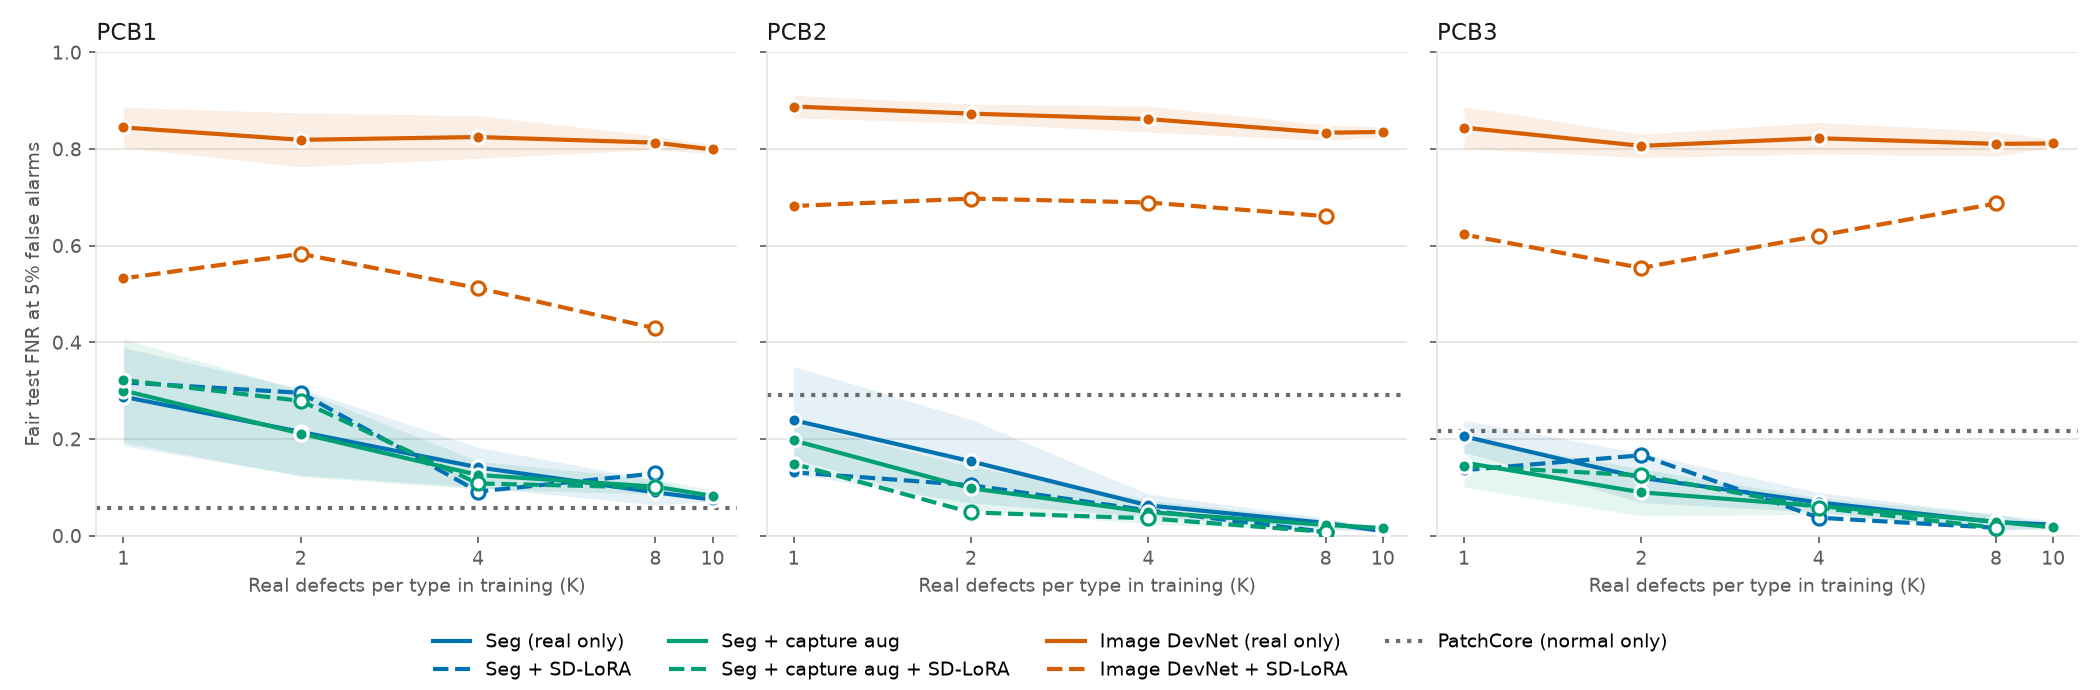 PCB1
PCB2
PCB3
Fair test FNR at 5% false alarms
1.0
0.8
0.6
0.4
0.2
0.0
1 2 4 8 10
1 2 4 8 10
1 2 4 8 10
Real defects per type in training (K)
Real defects per type in training (K)
Real defects per type in training (K)
Seg (real only)
Seg + SD-LoRA
Seg + capture aug
Seg + capture aug + SD-LoRA
Image DevNet (real only)
Image DevNet + SD-LoRA
PatchCore (normal only)